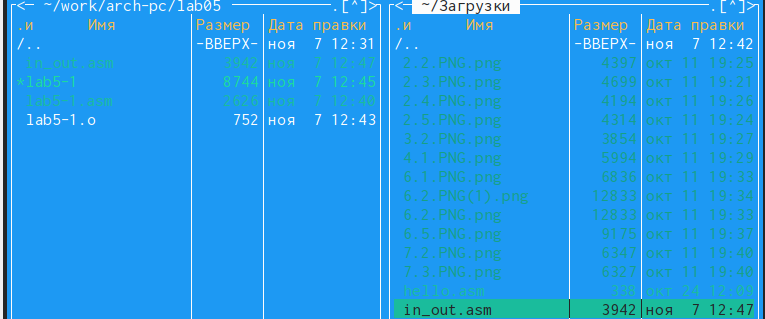 <─ ~/work/arch-pc/lab05 ─ .[^]>
.и Имя Размер Дата правки
/.. -ВВЕРХ- ноя 7 12:31
in_out.asm 3942 ноя 7 12:47
*lab5-1 8744 ноя 7 12:45
lab5-1.asm 2626 ноя 7 12:40
lab5-1.o 752 ноя 7 12:43
<─ ~/Загрузки ─ .[^]>
.и Имя Размер Дата правки
/.. -ВВЕРХ- ноя 7 12:42
2.2.PNG.png 4397 окт 11 19:25
2.3.PNG.png 4699 окт 11 19:21
2.4.PNG.png 4194 окт 11 19:26
2.5.PNG.png 4314 окт 11 19:24
3.2.PNG.png 3854 окт 11 19:27
4.1.PNG.png 5994 окт 11 19:29
6.1.PNG.png 6836 окт 11 19:33
6.2.PNG(1).png 12833 окт 11 19:34
6.2.PNG.png 12833 окт 11 19:33
6.5.PNG.png 9175 окт 11 19:37
7.2.PNG.png 6347 окт 11 19:40
7.3.PNG.png 6327 окт 11 19:40
hello.asm 338 окт 24 12:09
in_out.asm 3942 ноя 7 12:47